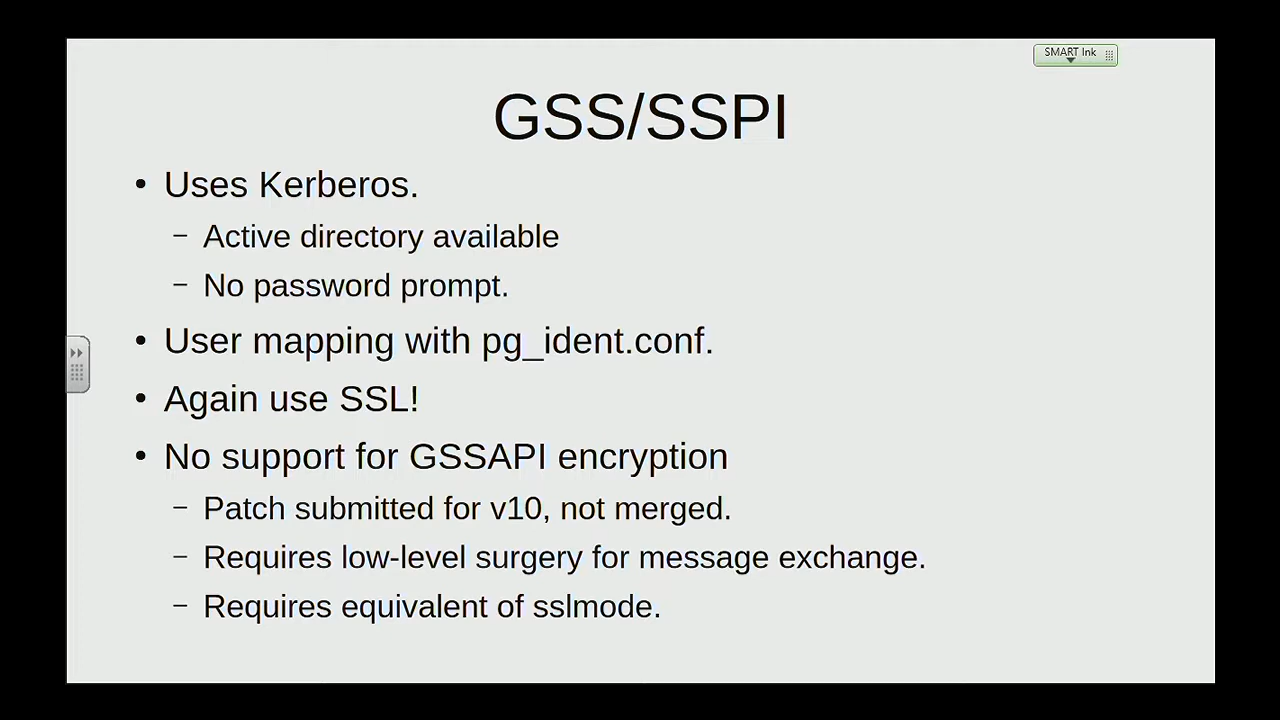 SMART Ink
GSS/SSPI
• Uses Kerberos.
– Active directory available
– No password prompt.
• User mapping with pg_ident.conf.
• Again use SSL!
• No support for GSSAPI encryption
– Patch submitted for v10, not merged.
– Requires low-level surgery for message exchange.
– Requires equivalent of sslmode.